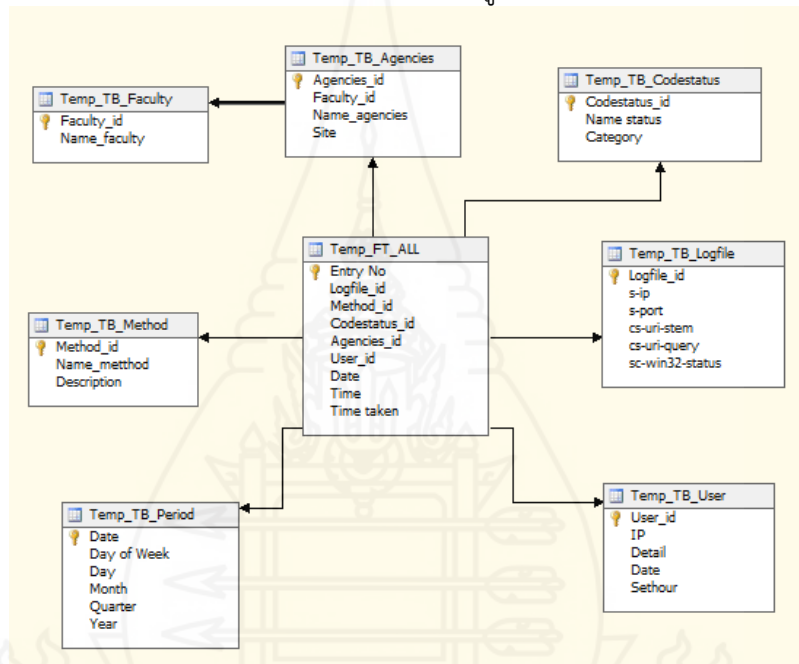 Temp_TB_Agencies
Agencies_id
Faculty_id
Name_agencies
Site
Temp_TB_Codestatus
Codestatus_id
Name status
Category
Temp_TB_Faculty
Faculty_id
Name_faculty
Temp_FT_ALL
Entry No
Logfile_id
Method_id
Codestatus_id
Agencies_id
User_id
Date
Time
Time taken
Temp_TB_Logfile
Logfile_id
s-ip
s-port
cs-uri-stem
cs-uri-query
sc-win32-status
Temp_TB_Method
Method_id
Name_metthod
Description
Temp_TB_Period
Date
Day of Week
Day
Month
Quarter
Year
Temp_TB_User
User_id
IP
Detail
Date
Sethour